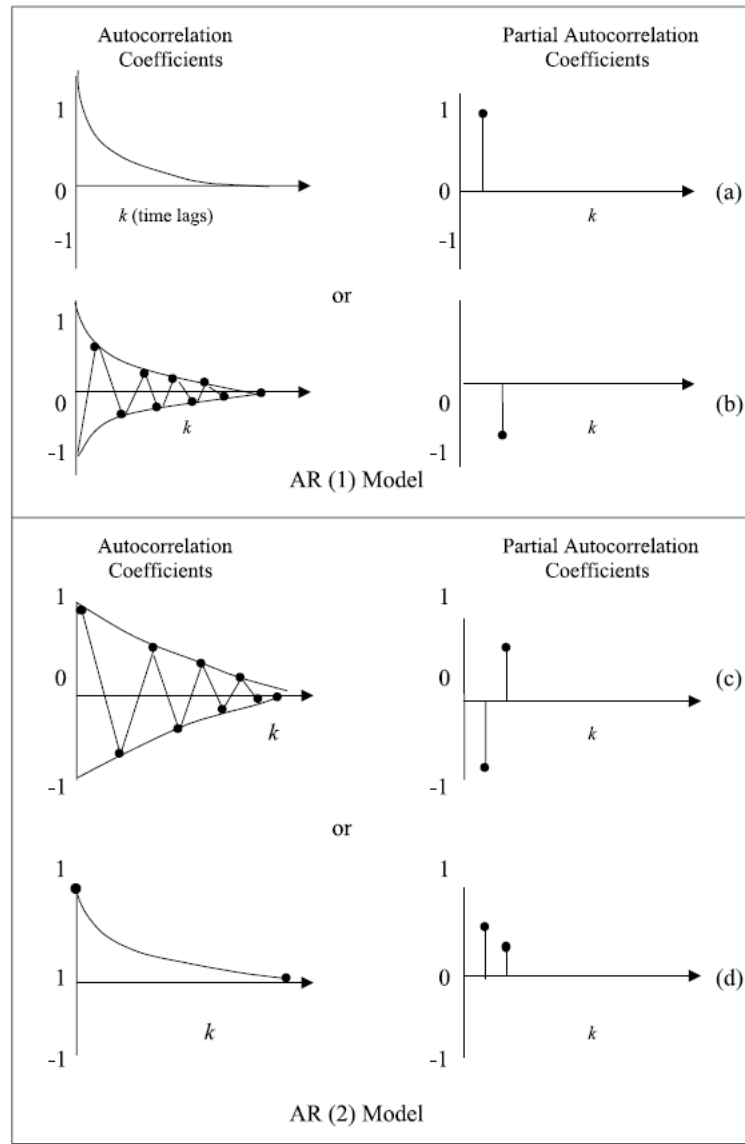 Autocorrelation
Coefficients
Partial Autocorrelation
Coefficients
1
0
-1
k (time lags)
1
0
-1
k
(a)
or
1
0
-1
k
1
0
-1
k
(b)
AR (1) Model
Autocorrelation
Coefficients
Partial Autocorrelation
Coefficients
1
0
-1
k
1
0
-1
k
(c)
or
1
1
-1
k
1
0
-1
k
(d)
AR (2) Model